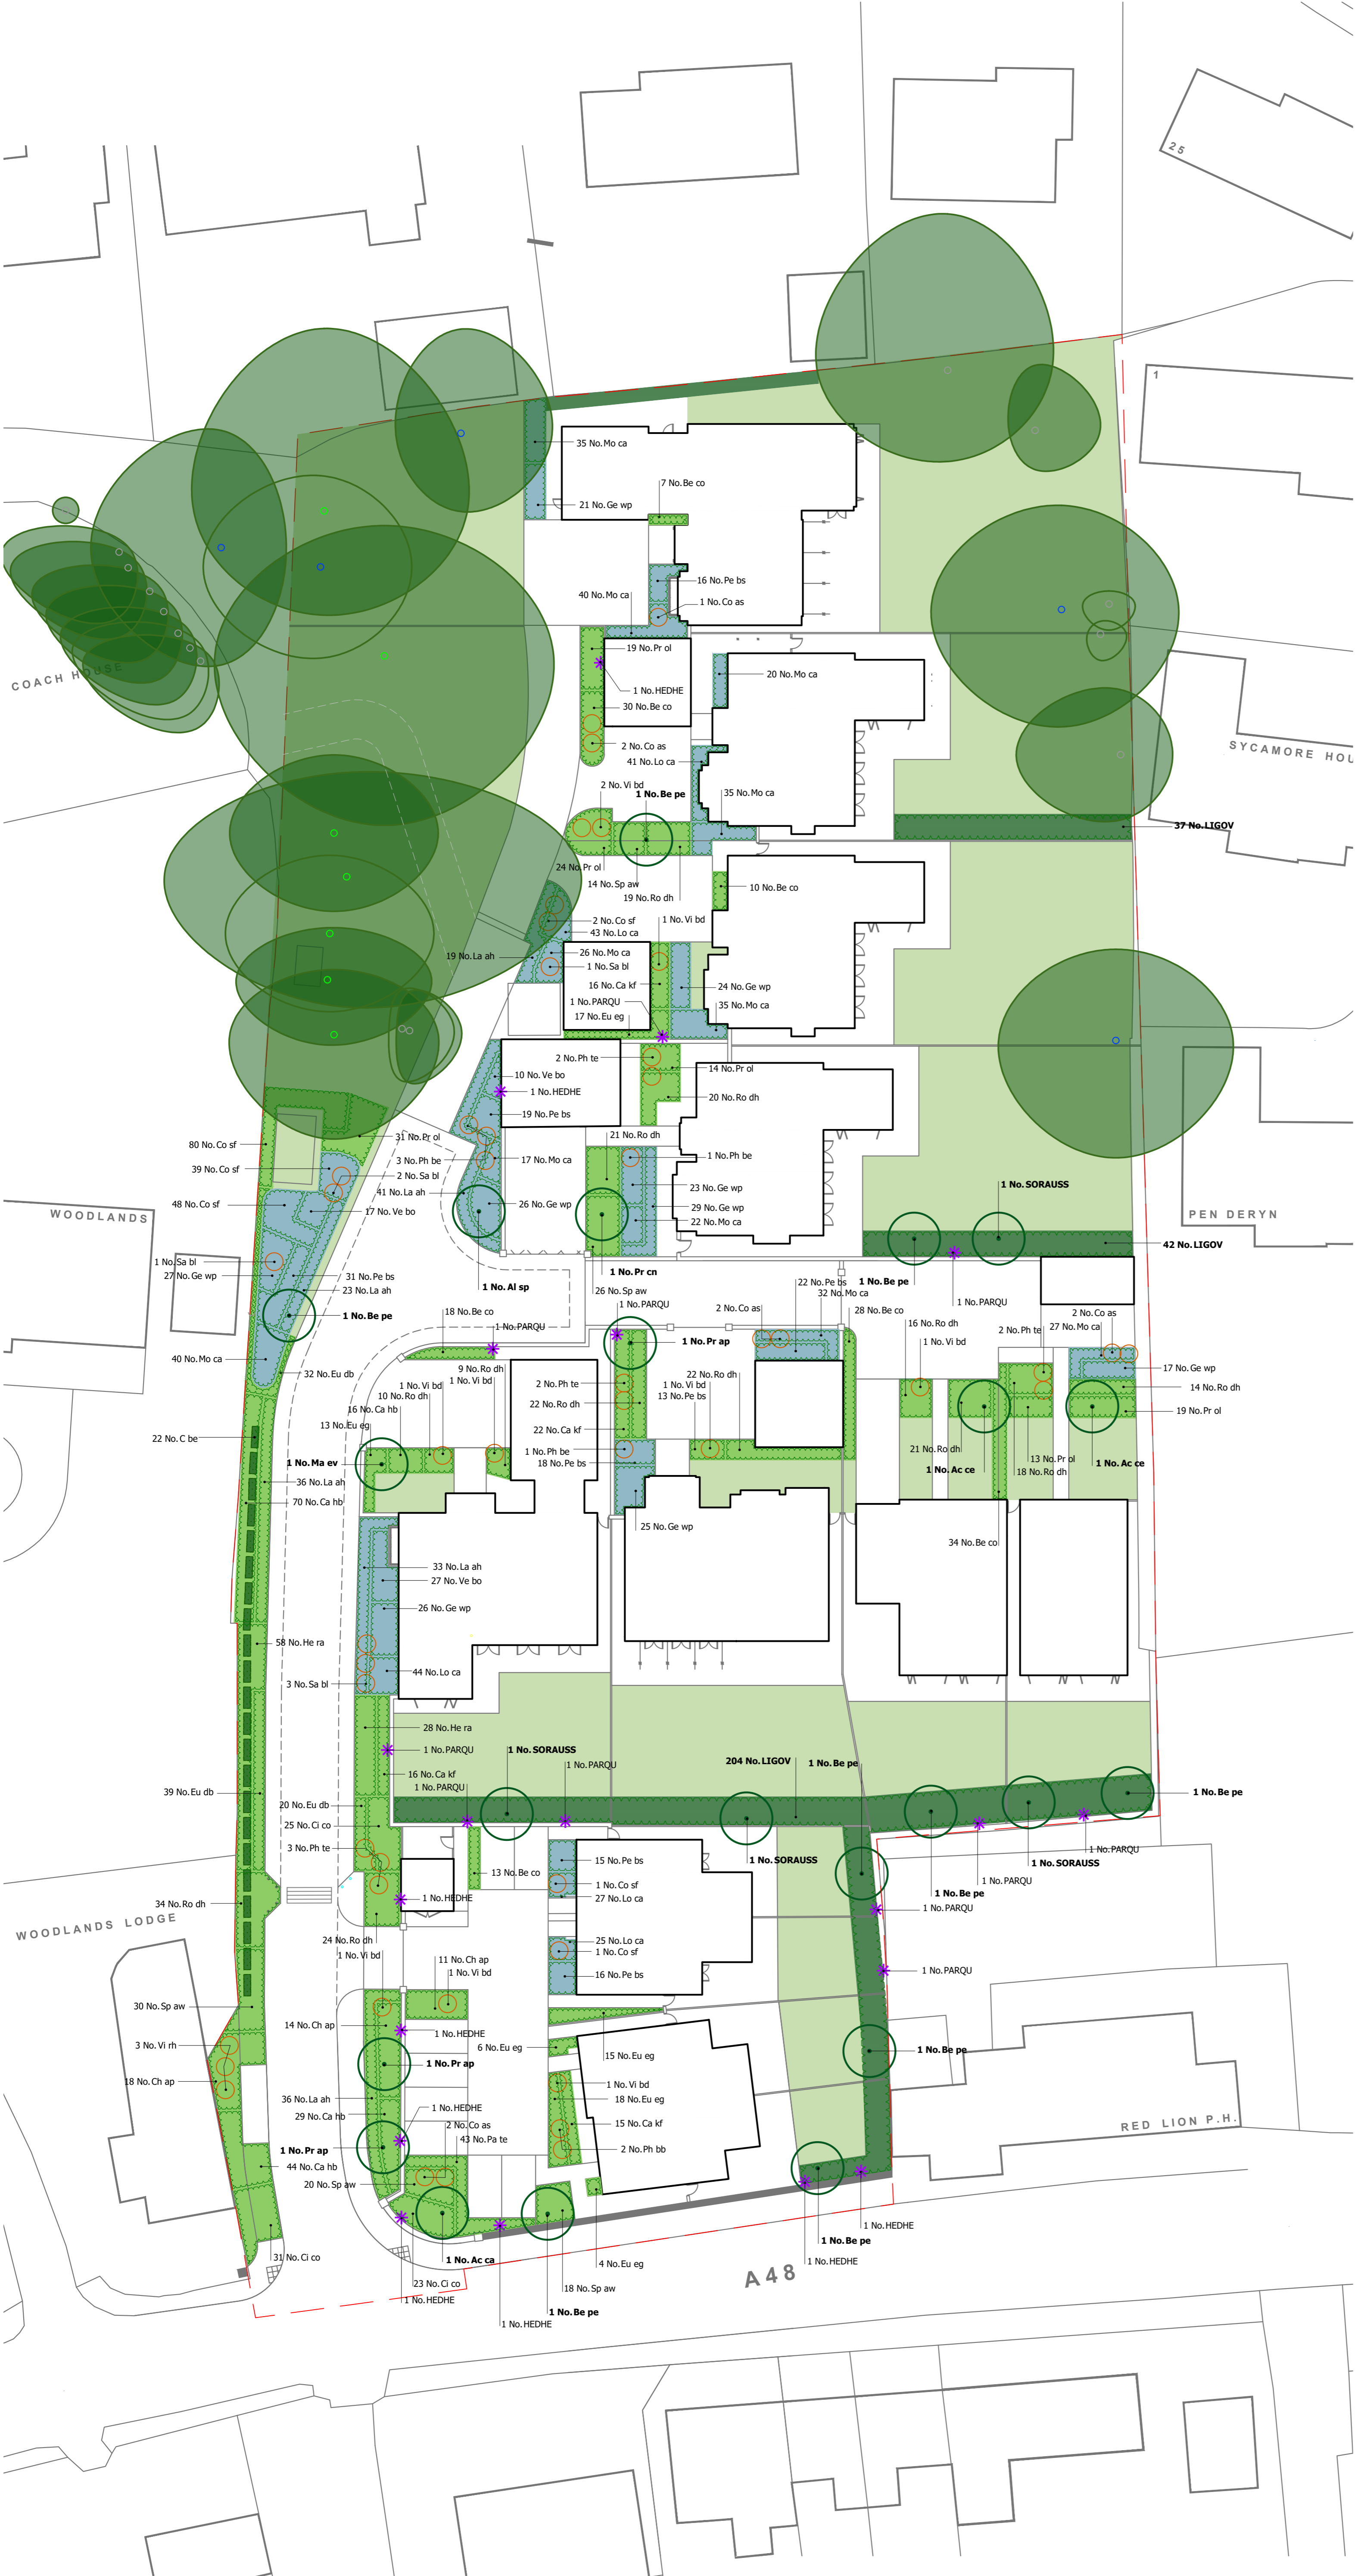 25
1
35 No. Mo ca
7 No. Be co
21 No. Ge wp
16 No. Pe bs
40 No. Mo ca
1 No. Co as
COACH HOUSE
19 No. Pr ol
1 No. HEDHE
20 No. Mo ca
30 No. Be co
2 No. Co as
SYCAMORE HOU
41 No. Lo ca
2 No. Vi bd
1 No. Be pe
35 No. Mo ca
37 No. LIGOV
24 No. Pr ol
14 No. Sp aw
19 No. Ro dh
10 No. Be co
2 No. Co sf
1 No. Vi bd
43 No. Lo ca
19 No. La ah
26 No. Mo ca
1 No. Sa bl
16 No. Ca kf
24 No. Ge wp
1 No. PARQU
35 No. Mo ca
17 No. Eu eg
2 No. Ph te
14 No. Pr ol
10 No. Ve bo
1 No. HEDHE
20 No. Ro dh
19 No. Pe bs
80 No. Co sf
31 No. Pr ol
21 No. Ro dh
39 No. Co sf
3 No. Ph be
17 No. Mo ca
1 No. Ph be
2 No. Sa bl
23 No. Ge wp
1 No. SORAUSS
41 No. La ah
48 No. Co sf
17 No. Ve bo
26 No. Ge wp
29 No. Ge wp
22 No. Mo ca
WOODLANDS
PEN DERYN
42 No. LIGOV
1 No. Sa bl
27 No. Ge wp
31 No. Pe bs
23 No. La ah
1 No. Al sp
1 No. Pr cn
26 No. Sp aw
22 No. Pe bs
32 No. Mo ca
1 No. Be pe
1 No. PARQU
1 No. Be pe
18 No. Be co
1 No. PARQU
1 No. PARQU
2 No. Co as
28 No. Be co
16 No. Ro dh
1 No. Vi bd
2 No. Co as
27 No. Mo ca
2 No. Ph te
1 No. Pr ap
40 No. Mo ca
32 No. Eu db
9 No. Ro dh
1 No. Vi bd
1 No. Vi bd
10 No. Ro dh
16 No. Ca hb
13 No. Eu eg
2 No. Ph te
22 No. Ro dh
22 No. Ro dh
1 No. Vi bd
13 No. Pe bs
17 No. Ge wp
14 No. Ro dh
19 No. Pr ol
22 No. Ca kf
22 No. C be
1 No. Ma ev
1 No. Ph be
18 No. Pe bs
21 No. Ro dh
1 No. Ac ce
13 No. Pr ol
18 No. Ro dh
1 No. Ac ce
36 No. La ah
70 No. Ca hb
25 No. Ge wp
34 No. Be co
33 No. La ah
27 No. Ve bo
26 No. Ge wp
58 No. He ra
44 No. Lo ca
3 No. Sa bl
28 No. He ra
1 No. PARQU
1 No. SORAUSS
1 No. PARQU
204 No. LIGOV
1 No. Be pe
16 No. Ca kf
1 No. PARQU
39 No. Eu db
1 No. Be pe
20 No. Eu db
25 No. Ci co
3 No. Ph te
15 No. Pe bs
1 No. SORAUSS
1 No. PARQU
1 No. SORAUSS
13 No. Be co
1 No. Co sf
27 No. Lo ca
1 No. PARQU
1 No. Be pe
1 No. HEDHE
34 No. Ro dh
1 No. PARQU
WOODLANDS LODGE
24 No. Ro dh
1 No. Vi bd
25 No. Lo ca
1 No. Co sf
11 No. Ch ap
1 No. Vi bd
16 No. Pe bs
1 No. PARQU
30 No. Sp aw
14 No. Ch ap
1 No. HEDHE
3 No. Vi rh
6 No. Eu eg
15 No. Eu eg
1 No. Be pe
1 No. Pr ap
18 No. Ch ap
1 No. Vi bd
36 No. La ah
18 No. Eu eg
29 No. Ca hb
1 No. HEDHE
2 No. Co as
43 No. Pa te
15 No. Ca kf
RED LION P.H.
1 No. Pr ap
2 No. Ph bb
44 No. Ca hb
20 No. Sp aw
1 No. HEDHE
1 No. Be pe
31 No. Ci co
1 No. Ac ca
4 No. Eu eg
1 No. HEDHE
A48
23 No. Ci co
18 No. Sp aw
1 No. HEDHE
1 No. Be pe
1 No. HEDHE